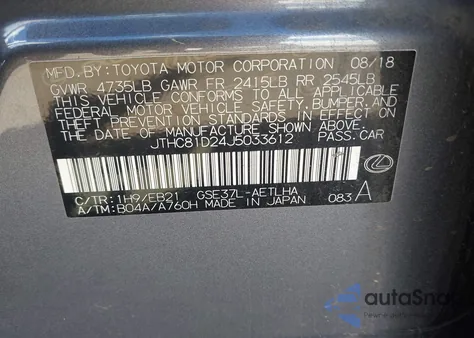 MFD. BY: TOYOTA MOTOR CORPORATION 08/18
GVWR 4735LB GAWR FR 2415LB RR 2545LB
THIS VEHICLE CONFORMS TO ALL APPLICABLE
FEDERAL MOTOR VEHICLE SAFETY, BUMPER, AND
THEFT PREVENTION STANDARDS IN EFFECT ON
THE DATE OF MANUFACTURE SHOWN ABOVE.
JTHC81D24J5033612 PASS.CAR
C/TR: 1H9/EB21 GSE37L-AETLHA
A/TM: B04A/A760H MADE IN JAPAN 083 A
autaSnap